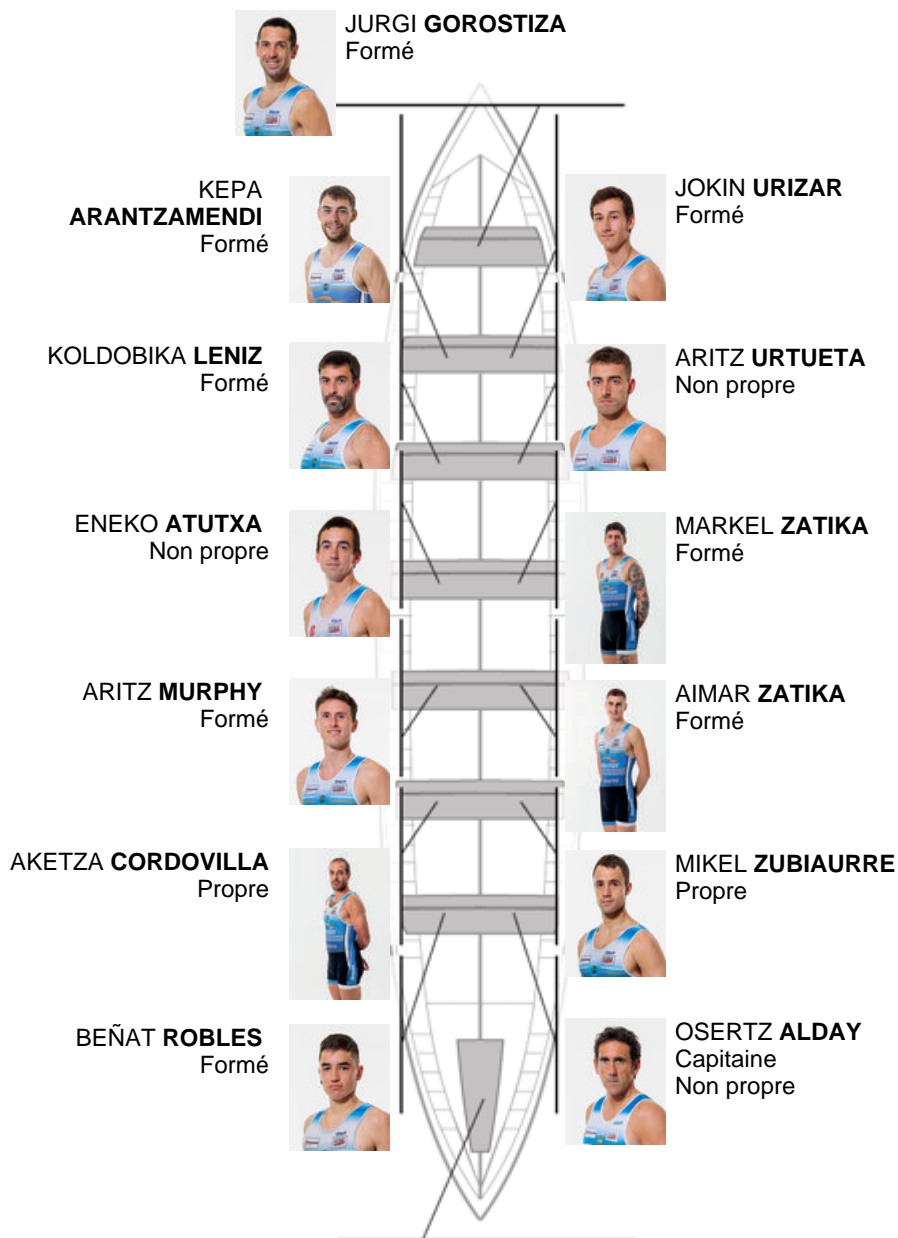 JURGI GOROSTIZA
Formé
KEPA
ARANTZAMENDI
Formé
JOKIN URIZAR
Formé
KOLDOBIKA LENIZ
Formé
ARITZ URTUETA
Non propre
ENEKO ATUTXA
Non propre
MARKEL ZATIKA
Formé
ARITZ MURPHY
Formé
AIMAR ZATIKA
Formé
AKETZA CORDOVILLA
Propre
MIKEL ZUBIAURRE
Propre
BEÑAT ROBLES
Formé
OSERTZ ALDAY
Capitaine
Non propre